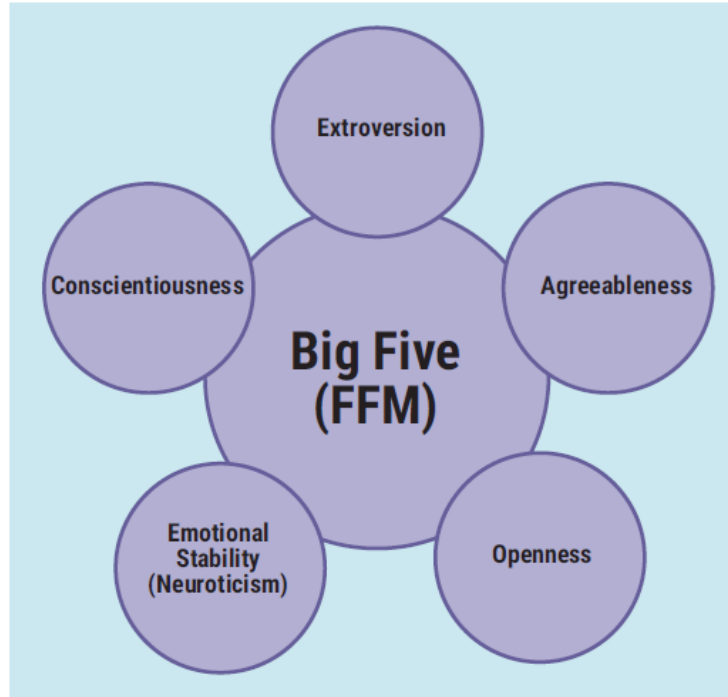 Extroversion
Conscientiousness
Agreeableness
Big Five
(FFM)
Emotional
Stability
(Neuroticism)
Openness